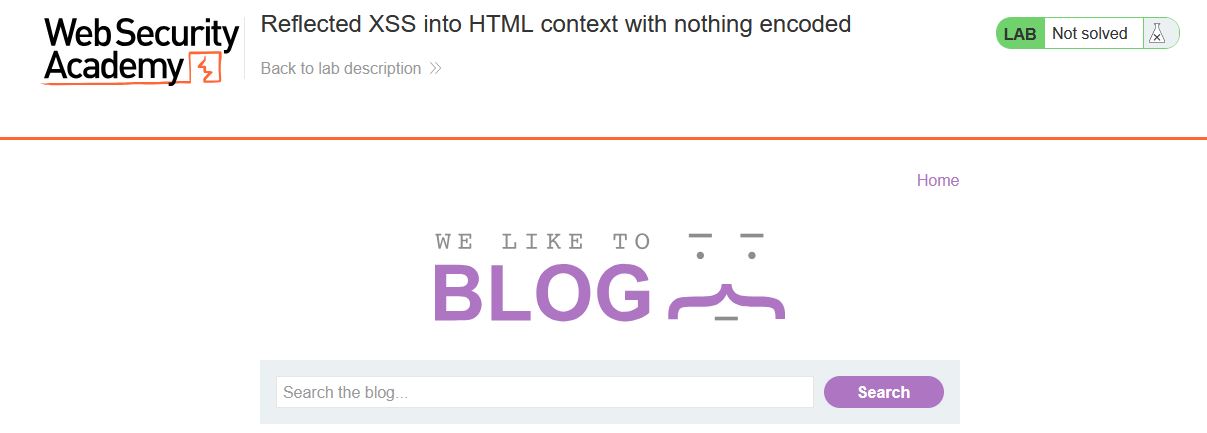 Web Security
Academy
Reflected XSS into HTML context with nothing encoded
Back to lab description
LAB Not solved
Home
WE LIKE TO
BLOG
Search the blog... Search